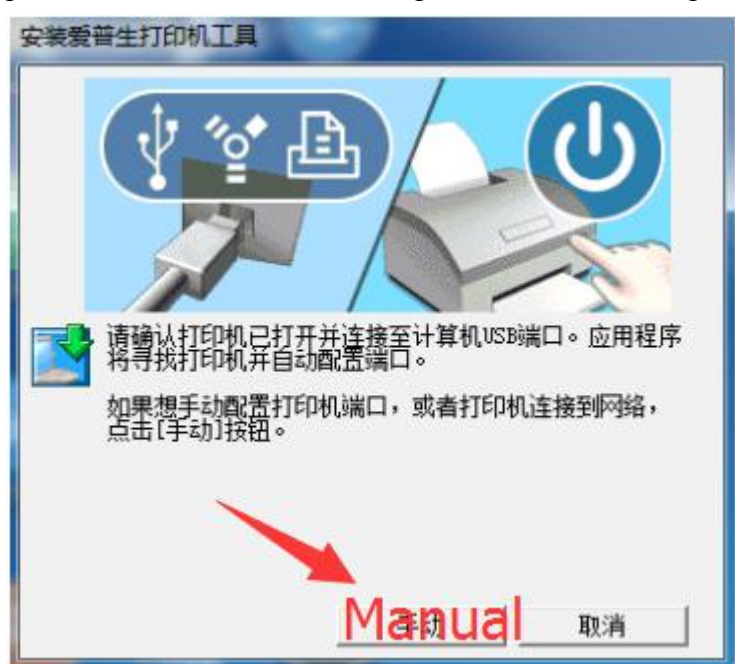 安装爱普生打印机工具
请确认打印机已打开并连接至计算机USB端口。应用程序
将寻找打印机并自动配置端口。
如果想手动配置打印机端口,或者打印机连接到网络,
点击[手动]按钮。
Manual
取消